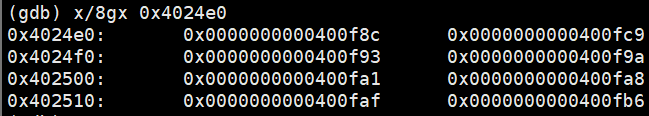 (gdb) x/8gx 0x4024e0
0x4024e0: 0x0000000000400f8c 0x0000000000400fc9
0x4024f0: 0x0000000000400f93 0x0000000000400f9a
0x402500: 0x0000000000400fa1 0x0000000000400fa8
0x402510: 0x0000000000400faf 0x0000000000400fb6